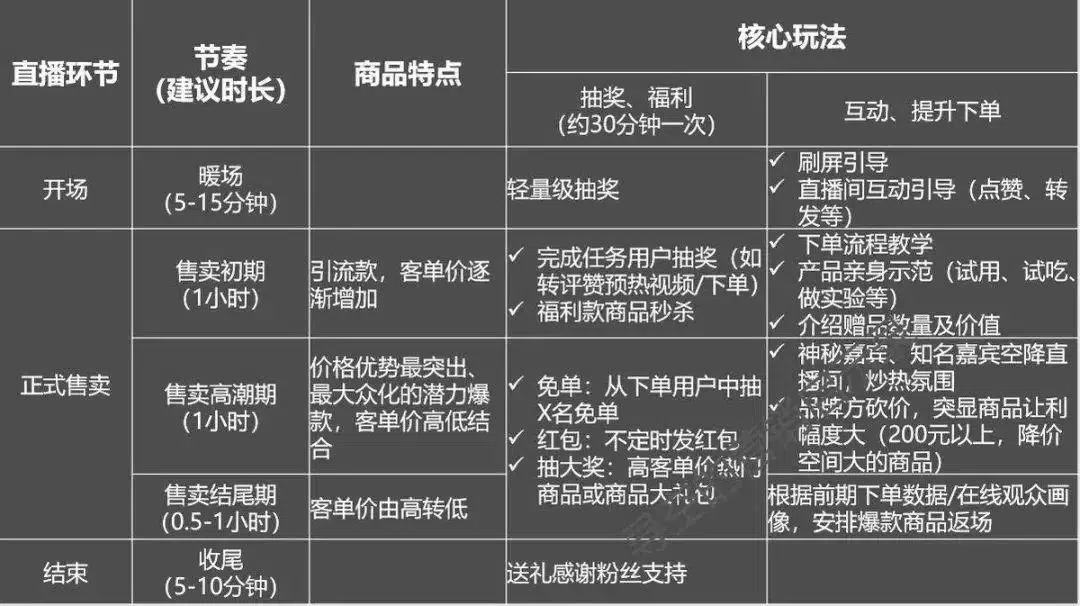 直播环节
节奏
（建议时长）
商品特点
核心玩法
抽奖、福利
（约30分钟一次）
互动、提升下单
开场
暖场
（5-15分钟）
轻量级抽奖
✓ 刷屏引导
✓ 直播间互动引导（点赞、转
发等）
正式售卖
售卖初期
（1小时）
引流款，客单价逐
渐增加
✓ 完成任务用户抽奖（如
转评赞预热视频/下单）
✓ 福利款商品秒杀
✓ 下单流程教学
✓ 产品亲身示范（试用、试吃、
做实验等）
✓ 介绍赠品数量及价值
售卖高潮期
（1小时）
价格优势最突出、
最大众化的潜力爆
款，客单价高低结
合
✓ 免单：从下单用户中抽
X名免单
✓ 红包：不定时发红包
✓ 抽大奖：高客单价热门
商品或商品大礼包
✓ 神秘嘉宾、知名嘉宾空降直
播间，炒热氛围
✓ 品牌方砍价，突显商品让利
幅度大（200元以上，降价
空间大的商品）
售卖结尾期
（0.5-1小时）
客单价由高转低
根据前期下单数据/在线观众画
像，安排爆款商品返场
结束
收尾
（5-10分钟）
送礼感谢粉丝支持